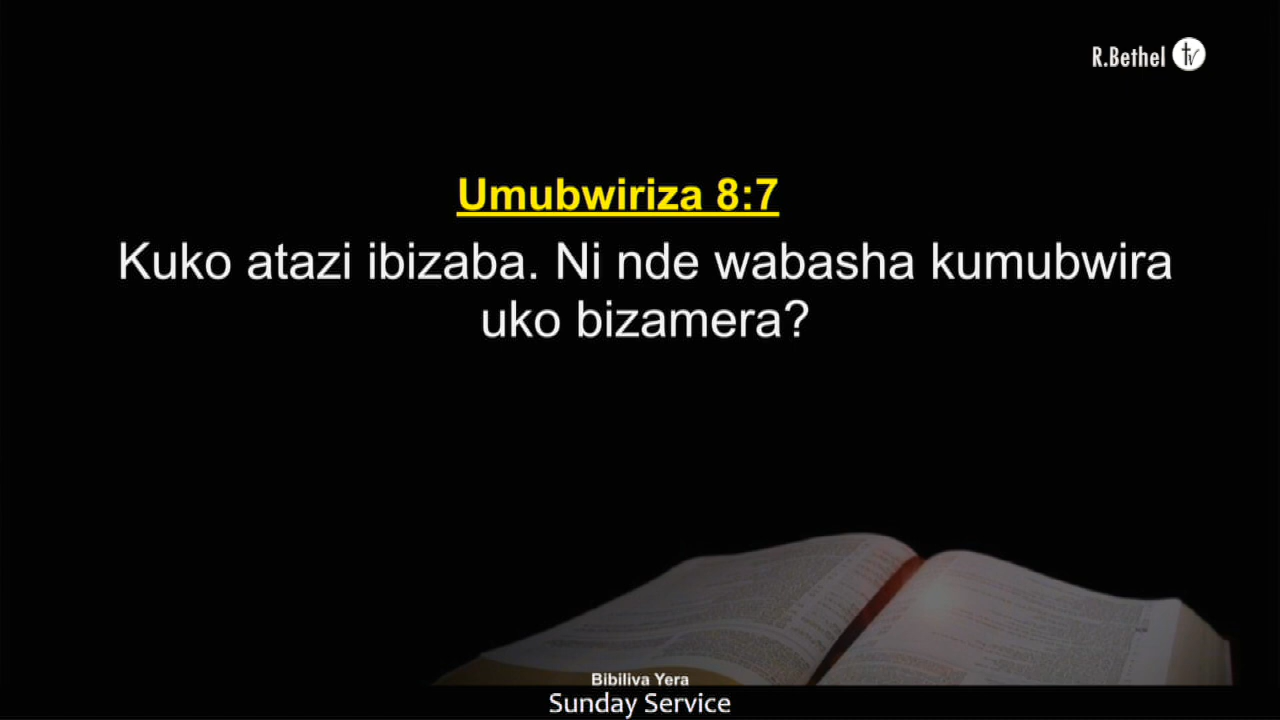 R.Bethel tv
Umubwiriza 8:7
Kuko atazi ibizaba. Ni nde wabasha kumubwira
uko bizamera?
Bibiliya Yera
Sunday Service